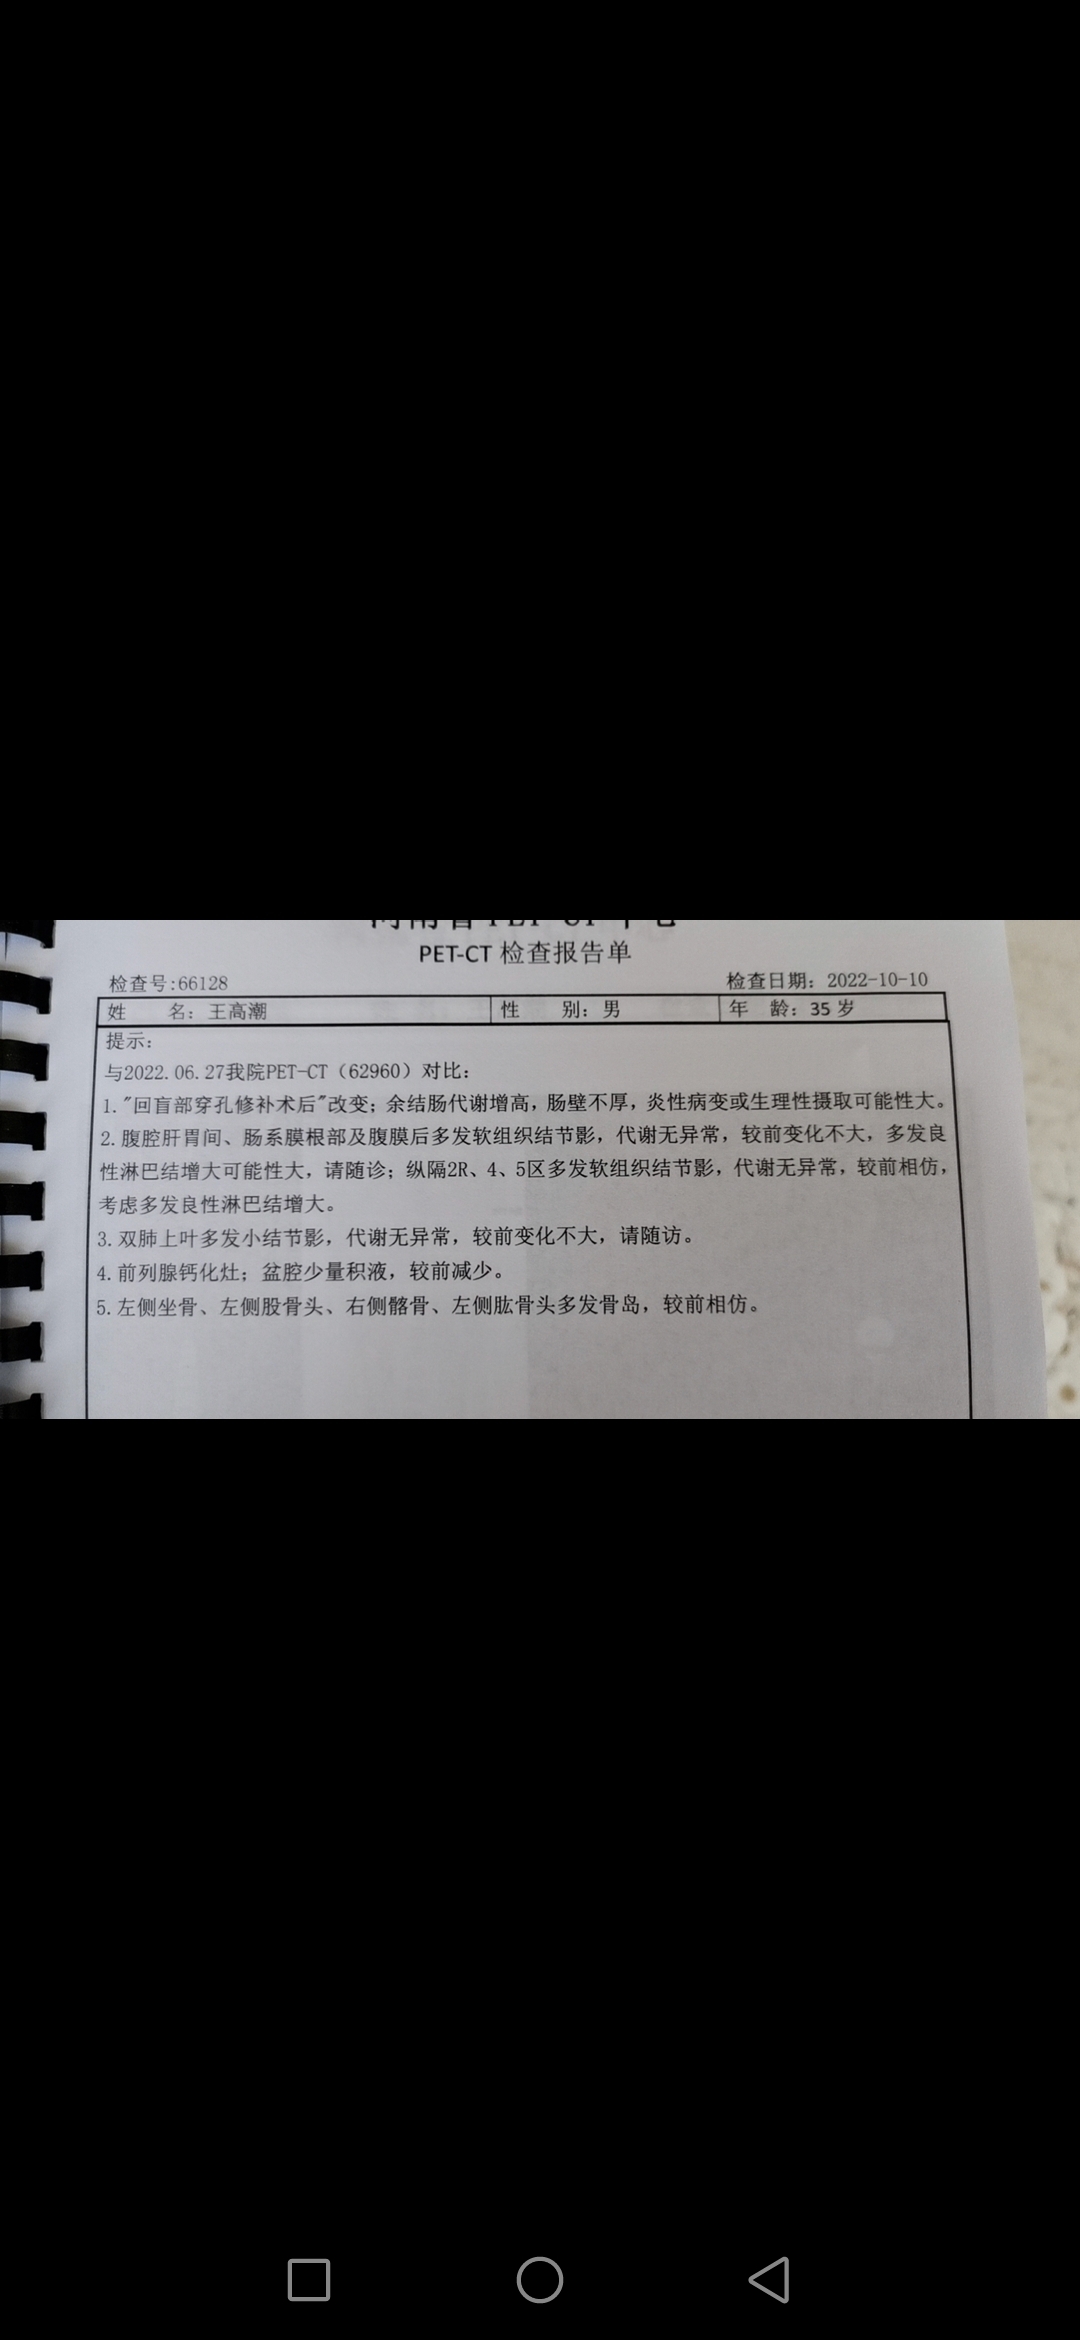 PET-CT 检查报告单
检查号:66128 检查日期: 2022-10-10
姓 名: 王高潮 性 别: 男 年 龄: 35 岁
提示:
与2022.06.27我院PET-CT（62960）对比:
1."回盲部穿孔修补术后"改变; 余结肠代谢增高, 肠壁不厚, 炎性病变或生理性摄取可能性大。
2.腹腔肝胃间、肠系膜根部及腹膜后多发软组织结节影, 代谢无异常, 较前变化不大, 多发良
性淋巴结增大可能性大, 请随诊; 纵隔2R、4、5区多发软组织结节影, 代谢无异常, 较前相仿,
考虑多发良性淋巴结增大。
3.双肺上叶多发小结节影, 代谢无异常, 较前变化不大, 请随访。
4.前列腺钙化灶; 盆腔少量积液, 较前减少。
5.左侧坐骨、左侧股骨头、右侧髂骨、左侧肱骨头多发骨岛, 较前相仿。